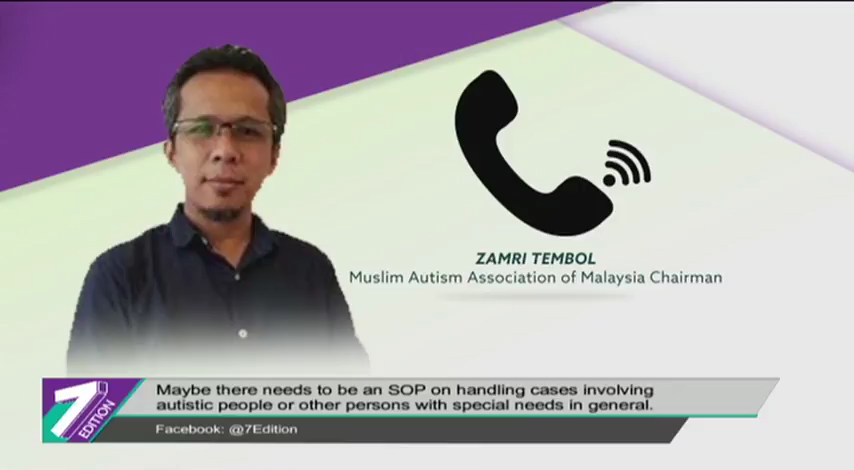 ZAMRI TEMBOL
Muslim Autism Association of Malaysia Chairman
Maybe there needs to be an SOP on handling cases involving
autistic people or other persons with special needs in general.
7
EDITION
Facebook: @7Edition